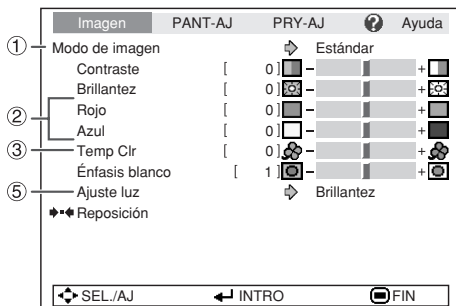 Imagen PANT-AJ PRY-AJ ? Ayuda
① Modo de imagen Estándar
Contraste [ 0 ] - +
Brillantez [ 0 ] - +
② Rojo [ 0 ] - +
Azul [ 0 ] - +
③ Temp Clr [ 0 ] - +
Énfasis blanco [ 1 ] - +
⑤ Ajuste luz Brillantez
Reposición
SEL./AJ INTRO FIN